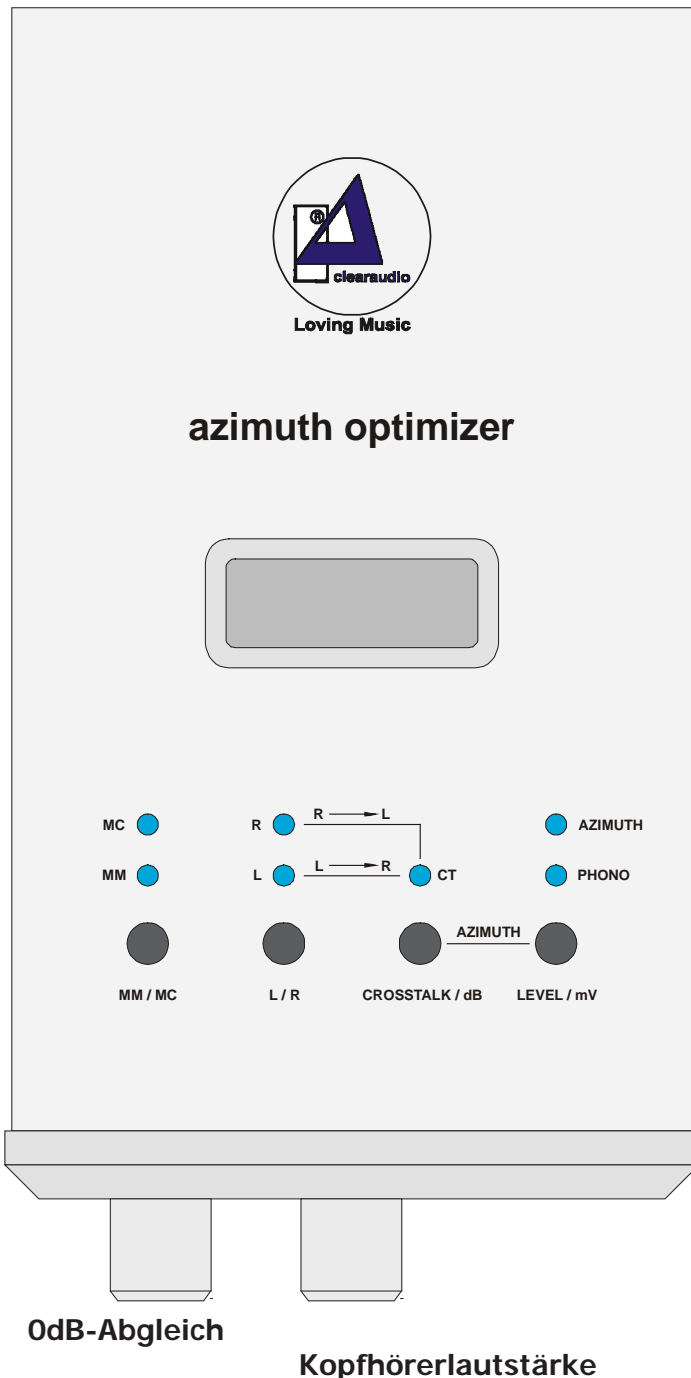 ®
clearaudio
Loving Music
azimuth optimizer
MC R R L AZIMUTH
MM L L R CT PHONO
AZIMUTH
MM / MC L / R CROSSTALK / dB LEVEL / mV
0dB-Abgleich
Kopfhörerlautstärke